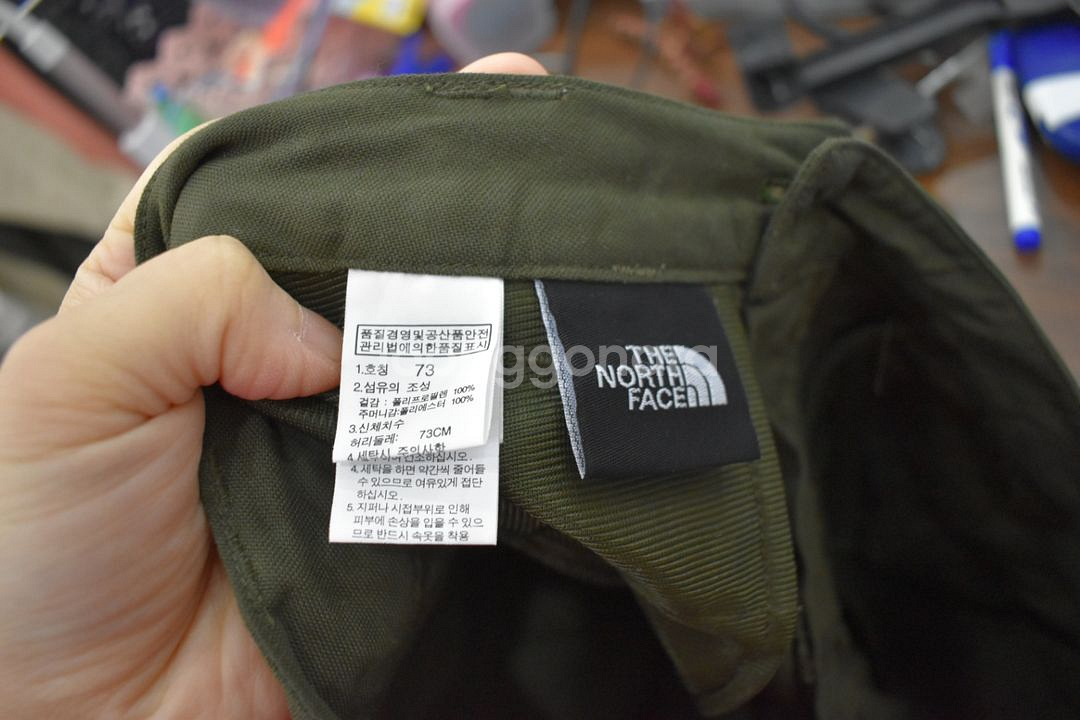 품질경영및공산품안전
관리법에의한품질표시
1.호칭 73
2.섬유의 조성
겉감 : 폴리프로필렌 100%
주머니감:폴리에스터 100%
3.신체치수
허리둘레: 73CM
4.세탁시 주의사항
4. 세탁을 하면 약간씩 줄어들
수 있으므로 여유있게 접단
하십시오.
5. 지퍼나 시접부위로 인해
피부에 손상을 입을 수 있으
므로 반드시 속옷을 착용
THE
NORTH
FACE